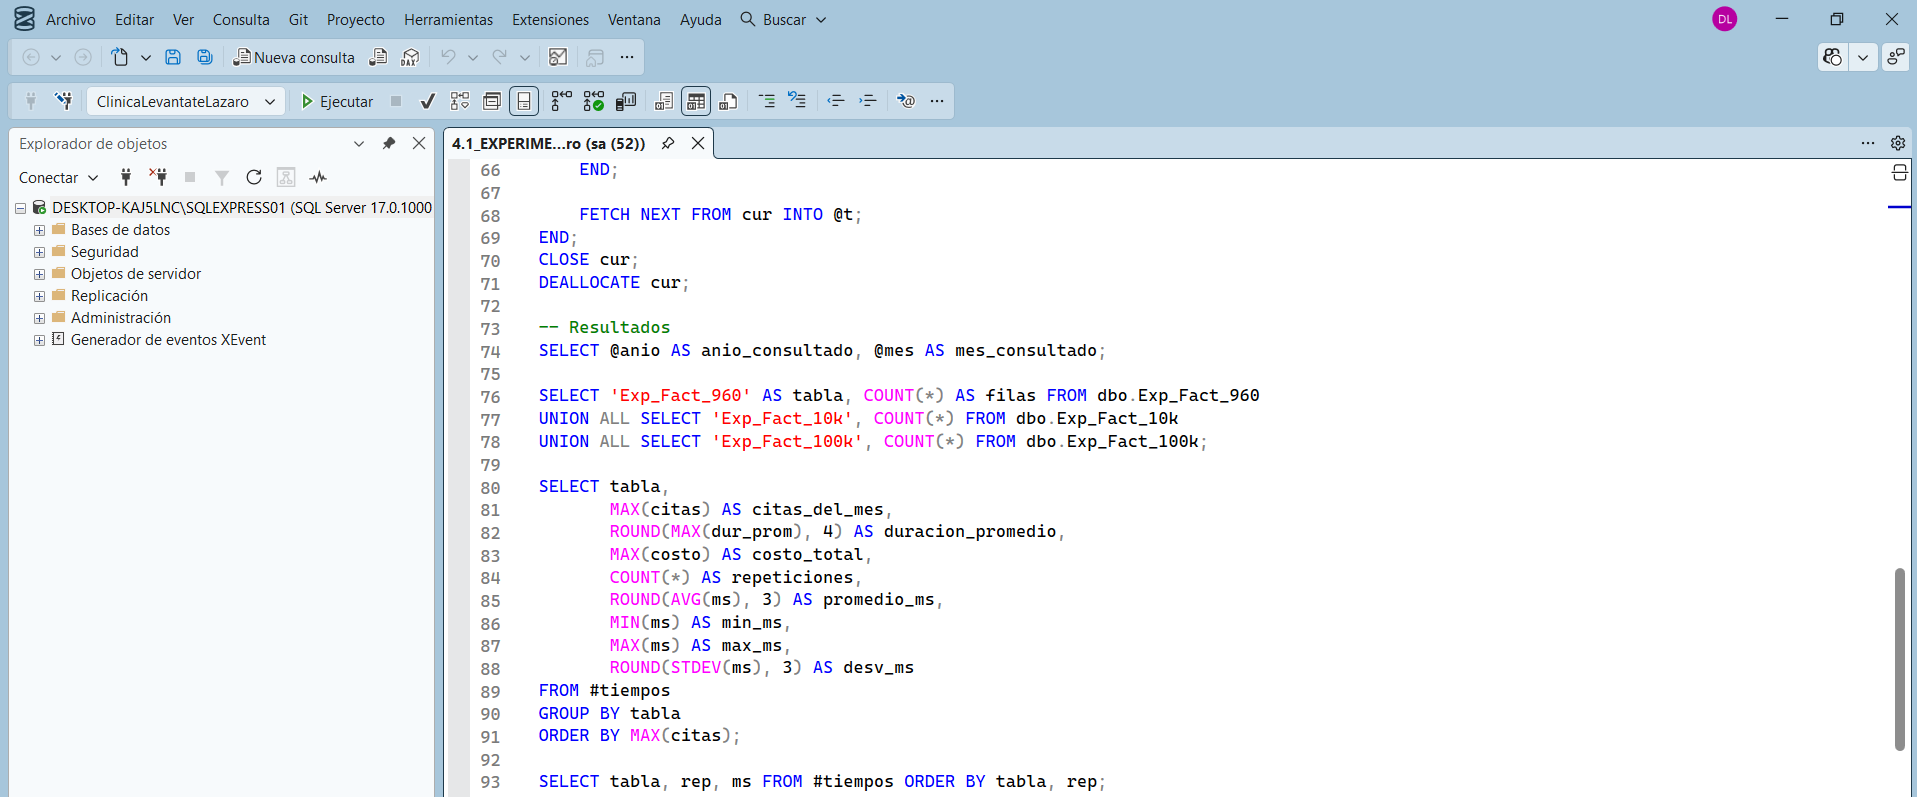 Archivo Editar Ver Consulta Git Proyecto Herramientas Extensiones Ventana Ayuda Buscar DL
Nueva consulta DAX
ClinicaLevantateLazaro Ejecutar
Explorador de objetos
Conectar
DESKTOP-KAJ5LNC\SQLEXPRESS01 (SQL Server 17.0.1000
Bases de datos
Seguridad
Objetos de servidor
Replicación
Administración
Generador de eventos XEvent
4.1_EXPERIME...ro (sa (52))
66 END;
67
68 FETCH NEXT FROM cur INTO @t;
69 END;
70 CLOSE cur;
71 DEALLOCATE cur;
72
73 -- Resultados
74 SELECT @anio AS anio_consultado, @mes AS mes_consultado;
75
76 SELECT 'Exp_Fact_960' AS tabla, COUNT(*) AS filas FROM dbo.Exp_Fact_960
77 UNION ALL SELECT 'Exp_Fact_10k', COUNT(*) FROM dbo.Exp_Fact_10k
78 UNION ALL SELECT 'Exp_Fact_100k', COUNT(*) FROM dbo.Exp_Fact_100k;
79
80 SELECT tabla,
81 MAX(citas) AS citas_del_mes,
82 ROUND(MAX(dur_prom), 4) AS duracion_promedio,
83 MAX(costo) AS costo_total,
84 COUNT(*) AS repeticiones,
85 ROUND(AVG(ms), 3) AS promedio_ms,
86 MIN(ms) AS min_ms,
87 MAX(ms) AS max_ms,
88 ROUND(STDEV(ms), 3) AS desv_ms
89 FROM #tiempos
90 GROUP BY tabla
91 ORDER BY MAX(citas);
92
93 SELECT tabla, rep, ms FROM #tiempos ORDER BY tabla, rep;